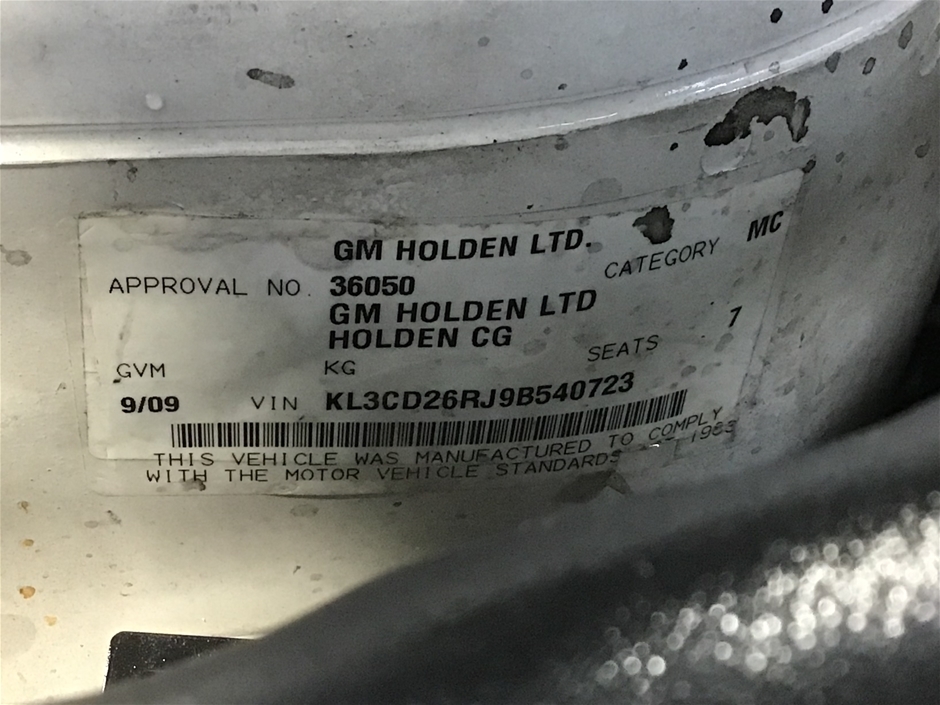 GM HOLDEN LTD.
APPROVAL NO. 36050 CATEGORY MC
GM HOLDEN LTD
HOLDEN CG
GVM KG SEATS 7
9/09 VIN KL3CD26RJ9B540723
THIS VEHICLE WAS MANUFACTURED TO COMPLY
WITH THE MOTOR VEHICLE STANDARDS 1983